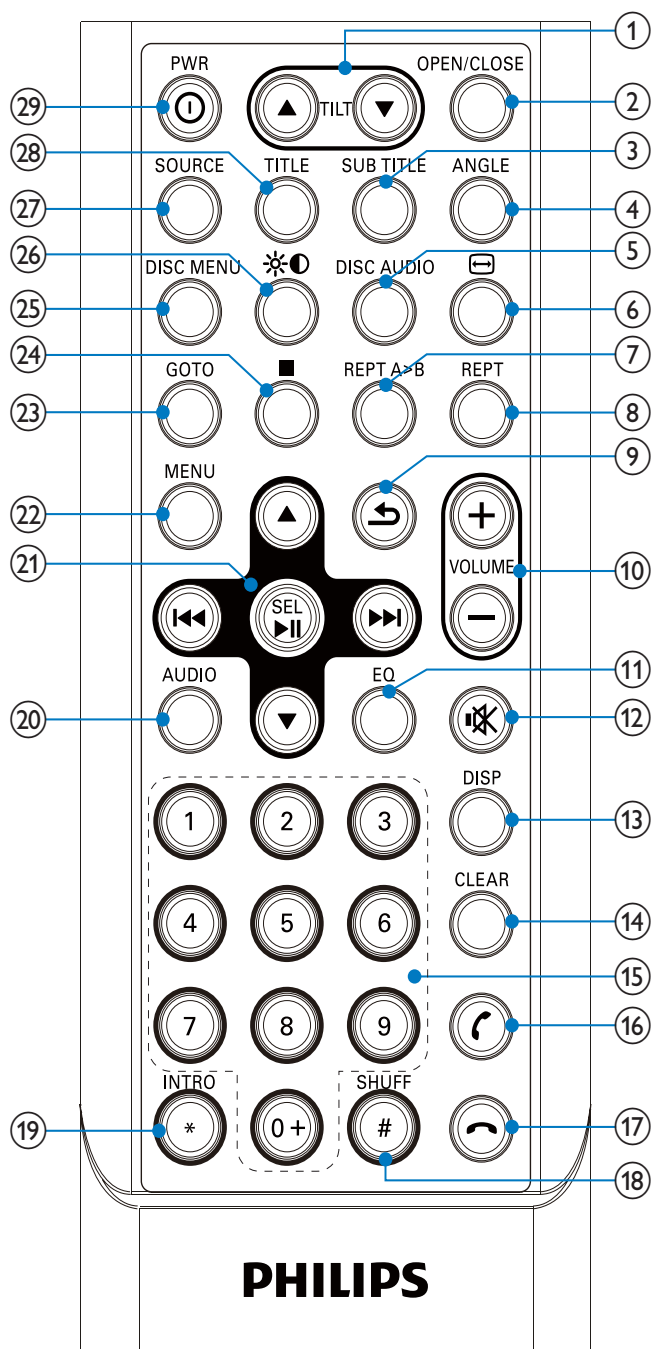 1
PWR OPEN/CLOSE
29 TILT 2
28 3
SOURCE TITLE SUB TITLE ANGLE
27 4
26 5
DISC MENU DISC AUDIO
25 6
24 7
GOTO REPT A>B REPT
23 8
MENU 9
22 +
21 VOLUME 10
SEL
−
AUDIO EQ 11
20 12
DISP
1 2 3 13
CLEAR
4 5 6 14
15
7 8 9 16
INTRO SHUFF
19 * 0+ # 17
18
PHILIPS